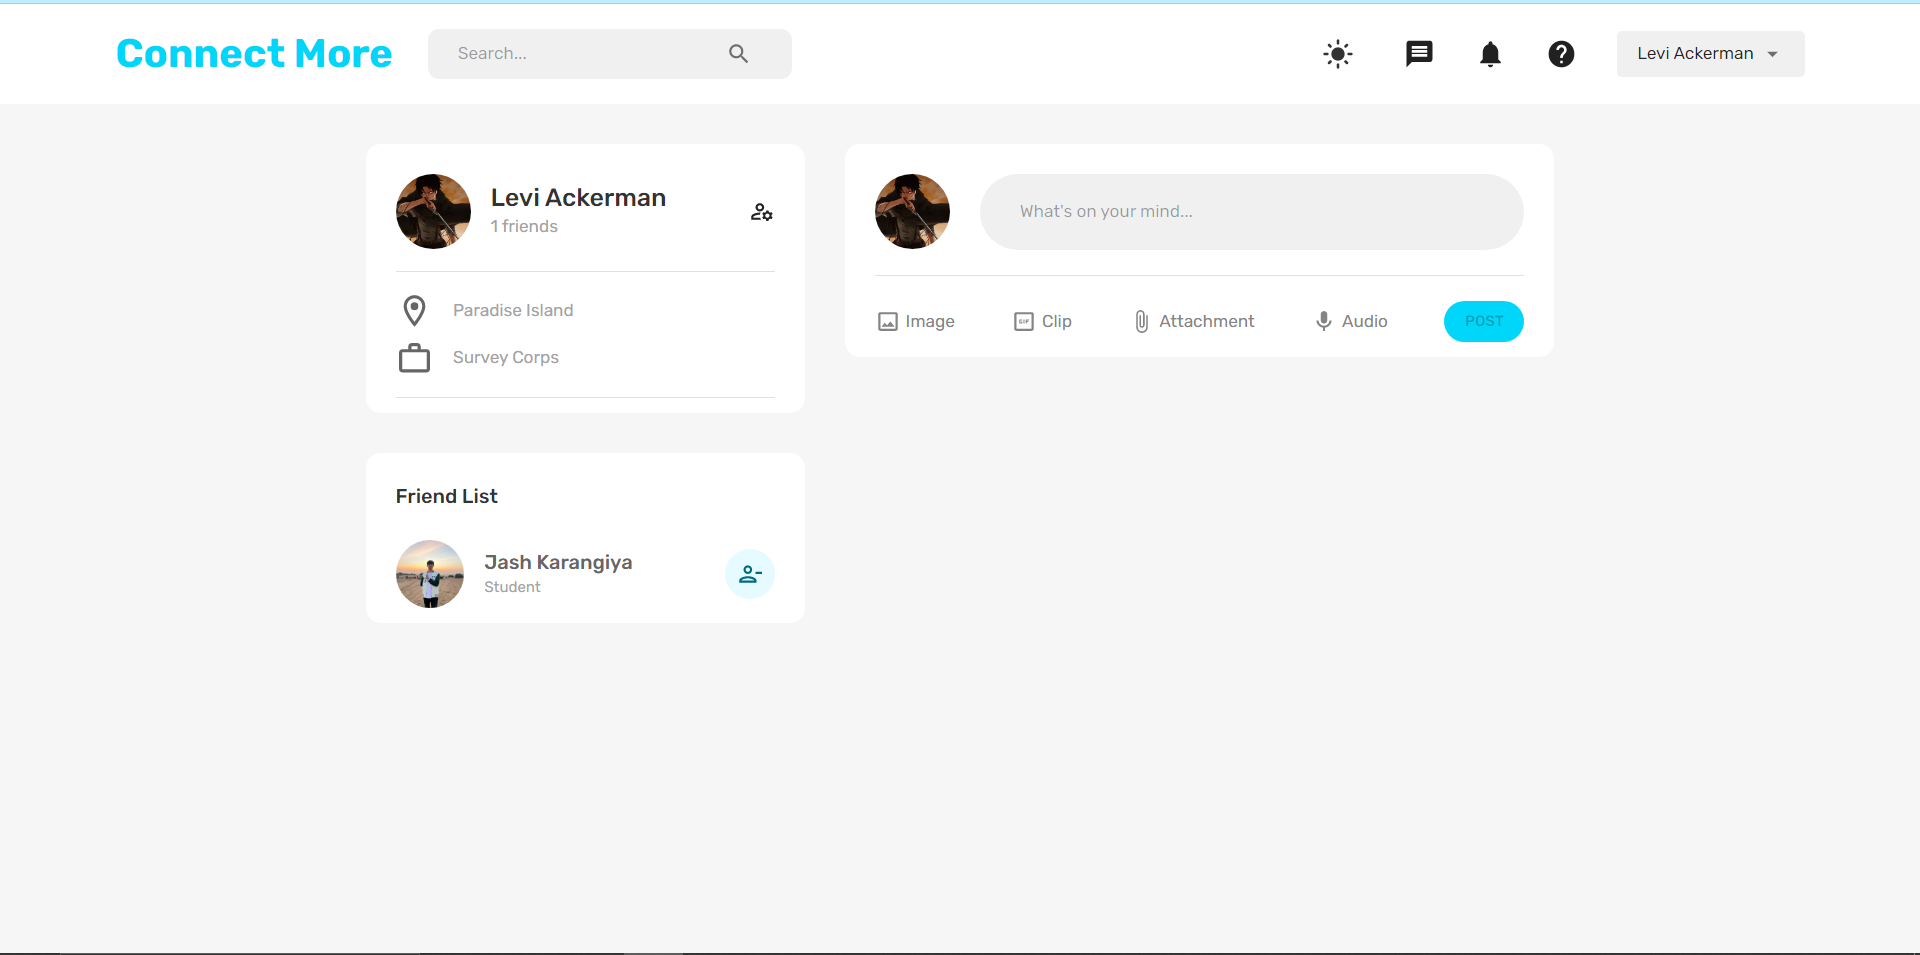 Connect More
Search...
Levi Ackerman
Levi Ackerman
1 friends
Paradise Island
Survey Corps
Friend List
Jash Karangiya
Student
What's on your mind...
Image
GIF
Clip
Attachment
Audio
POST